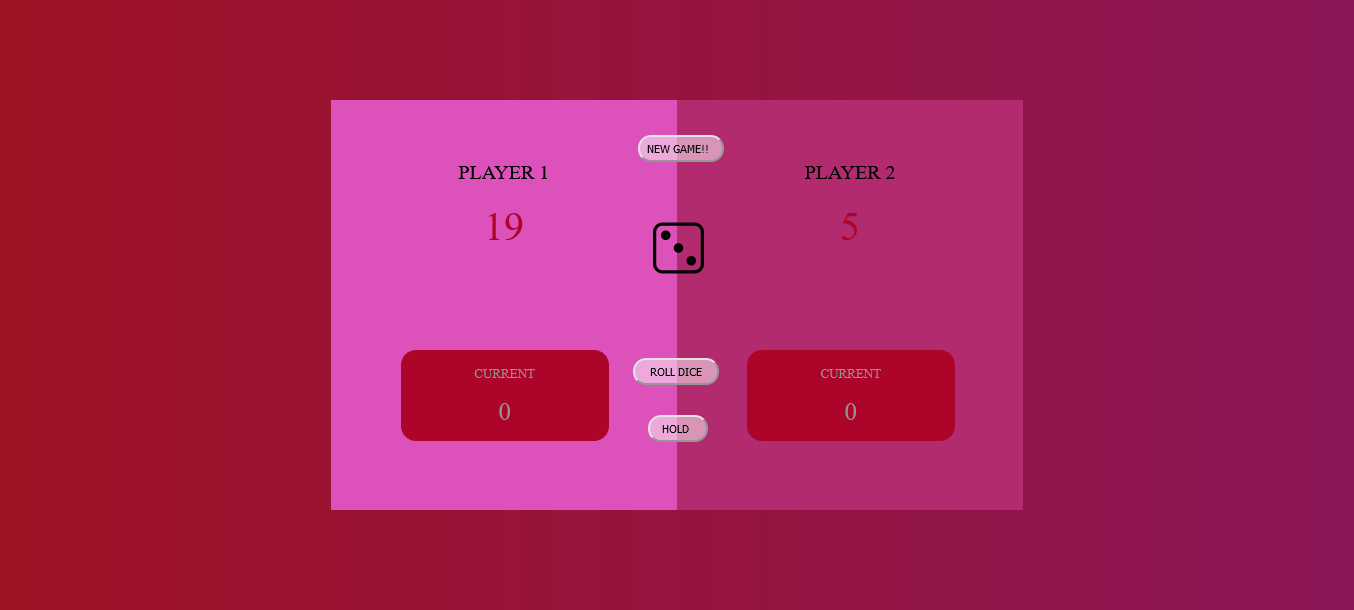 NEW GAME!!
PLAYER 1
PLAYER 2
19
5
CURRENT
0
ROLL DICE
CURRENT
0
HOLD